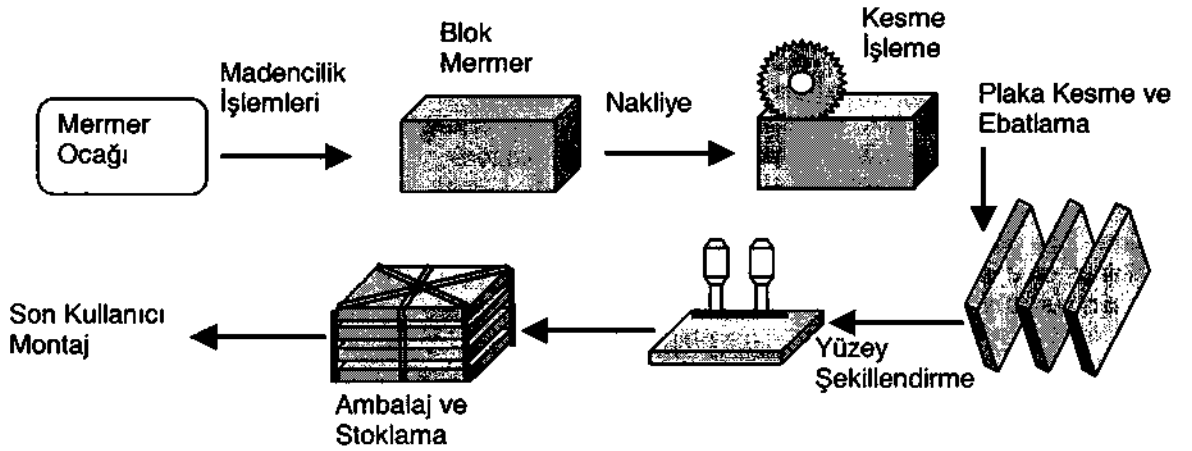 Mermer
Ocağı
Madencilik
İşlemleri
Blok
Mermer
Nakliye
Kesme
İşleme
Plaka Kesme ve
Ebatlama
Yüzey
Şekillendirme
Ambalaj ve
Stoklama
Son Kullanıcı
Montaj